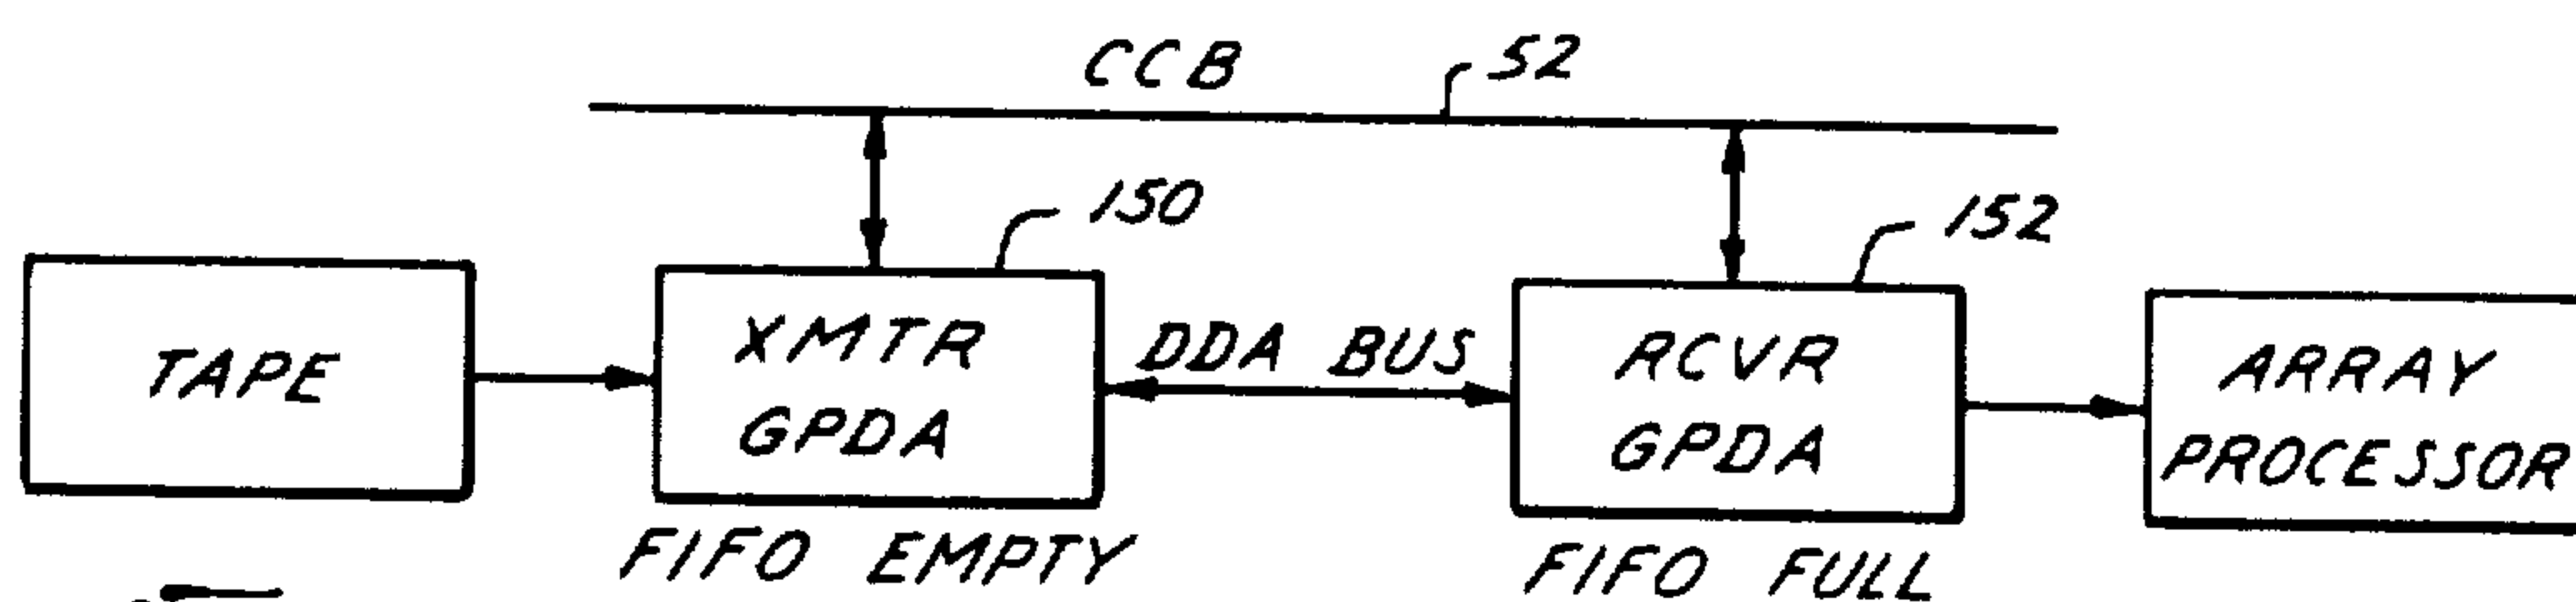 CCB
52
150
152
TAPE
XMTR
GPDA
DDA BUS
RCVR
GPDA
ARRAY
PROCESSOR
FIFO EMPTY
FIFO FULL